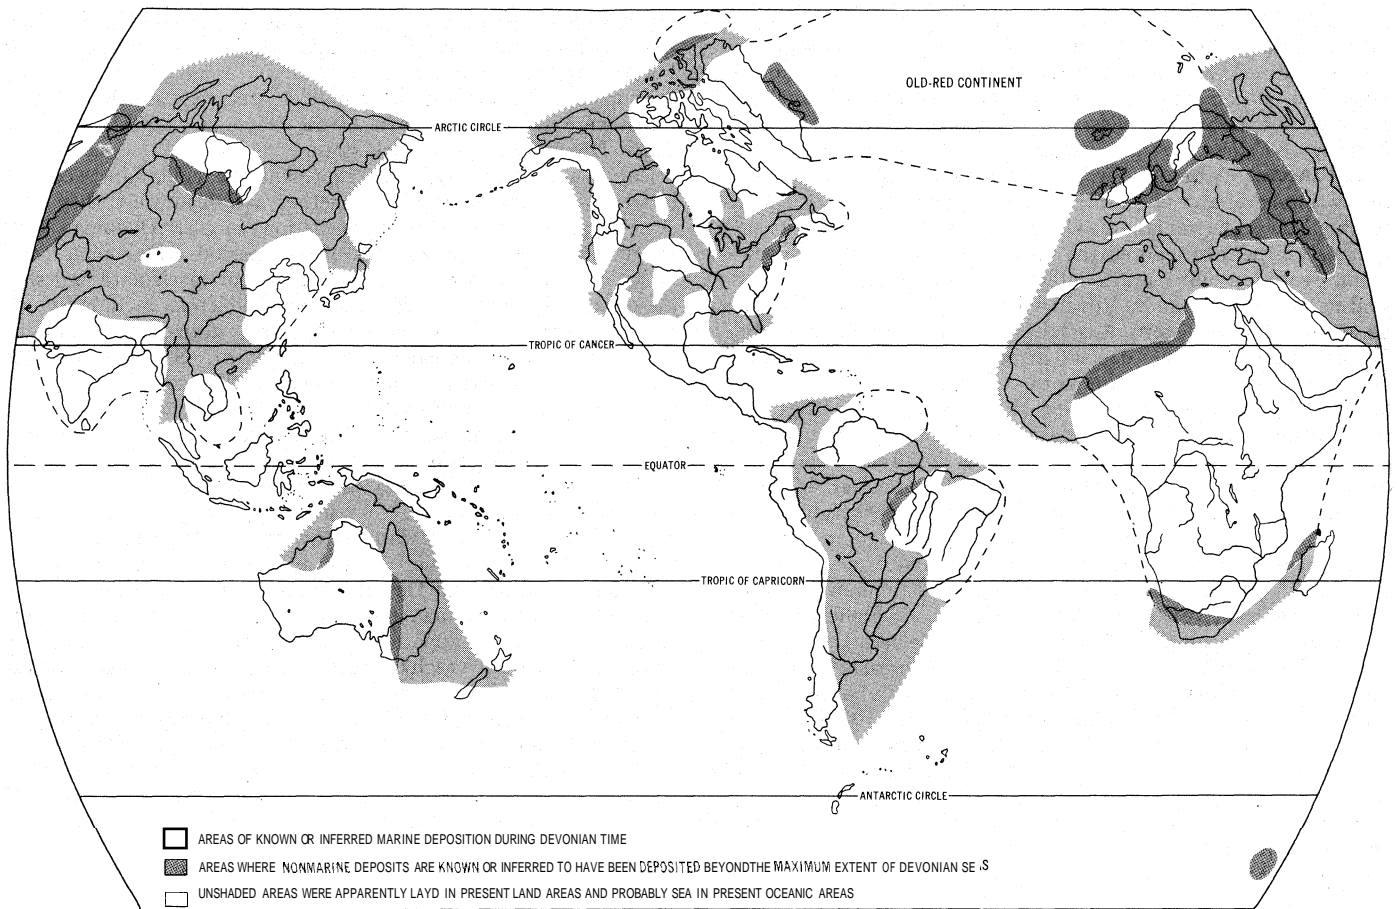 OLD-RED CONTINENT
ARCTIC CIRCLE
TROPIC OF CANCER
EQUATOR
TROPIC OF CAPRICORN
ANTARCTIC CIRCLE
AREAS OF KNOWN OR INFERRED MARINE DEPOSITION DURING DEVONIAN TIME
AREAS WHERE NONMARINE DEPOSITS ARE KNOWN OR INFERRED TO HAVE BEEN DEPOSITED BEYONDTHE MAXIMUM EXTENT OF DEVONIAN SE.S
UNSHADED AREAS WERE APPARENTLY LAYD IN PRESENT LAND AREAS AND PROBABLY SEA IN PRESENT OCEANIC AREAS